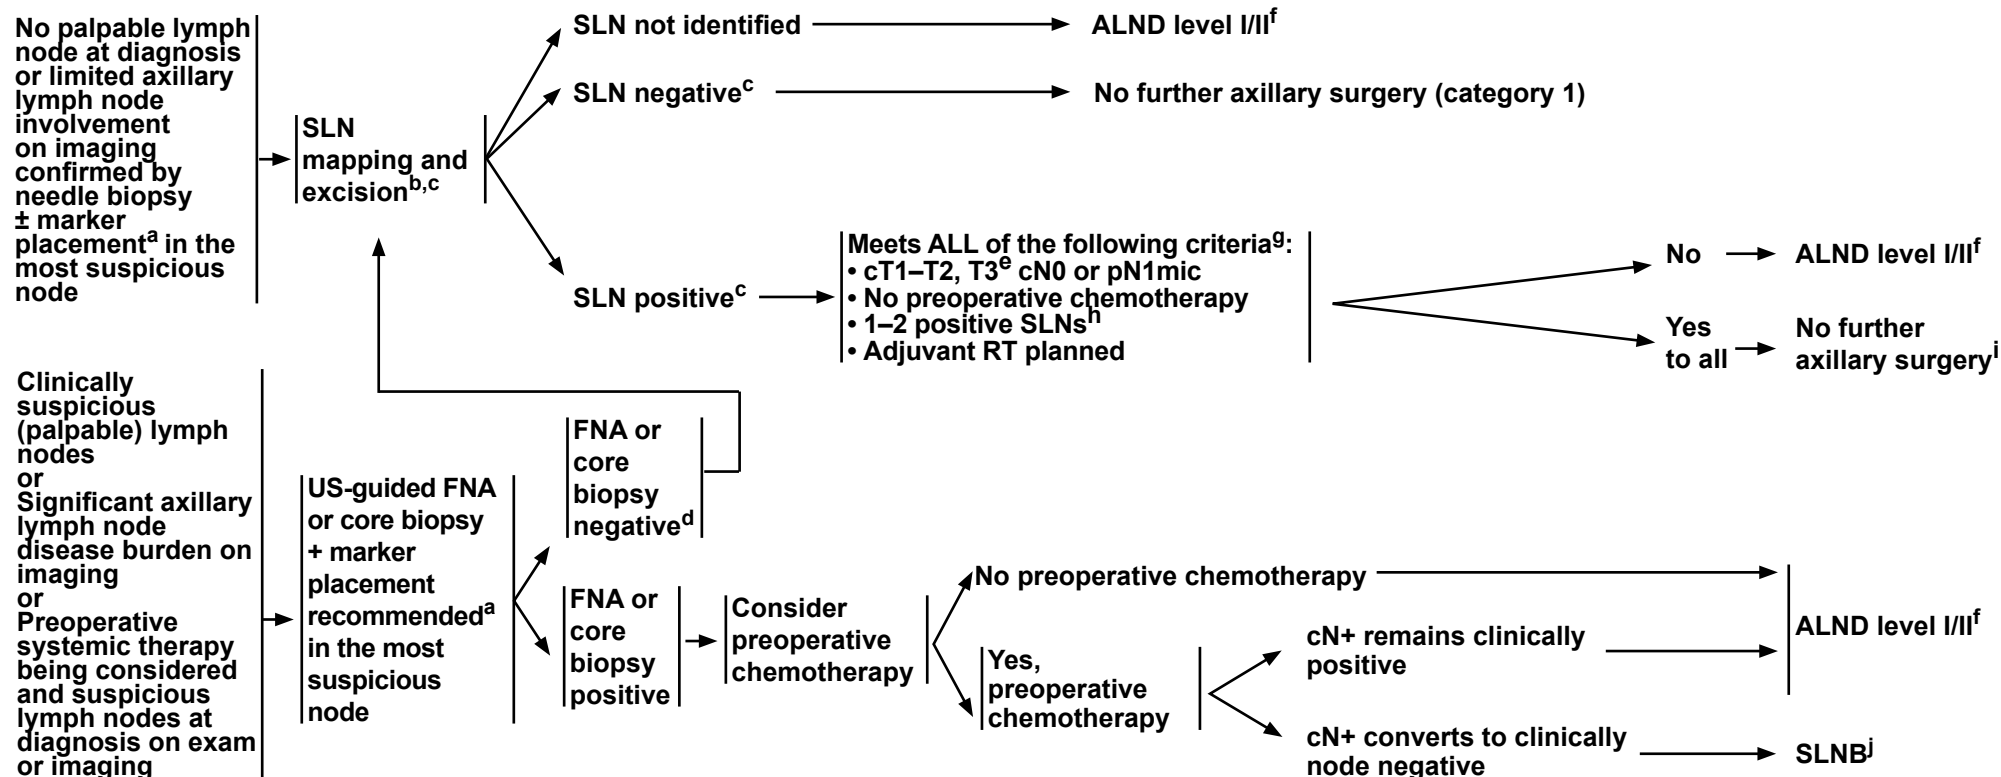 No palpable lymph
node at diagnosis
or limited axillary
lymph node
involvement
on imaging
confirmed by
needle biopsy
± marker
placementᵃ in the
most suspicious
node
SLN
mapping and
excisionᵇ,ᶜ
SLN not identified
ALND level I/IIᶠ
SLN negativeᶜ
No further axillary surgery (category 1)
SLN positiveᶜ
Meets ALL of the following criteriaᵍ:
• cT1–T2, T3ᵉ cN0 or pN1mic
• No preoperative chemotherapy
• 1–2 positive SLNsʰ
• Adjuvant RT planned
No
ALND level I/IIᶠ
Yes
to all
No further
axillary surgeryⁱ
Clinically
suspicious
(palpable) lymph
nodes
or
Significant axillary
lymph node
disease burden on
imaging
or
Preoperative
systemic therapy
being considered
and suspicious
lymph nodes at
diagnosis on exam
or imaging
US-guided FNA
or core biopsy
+ marker
placement
recommendedᵃ
in the most
suspicious
node
FNA or
core
biopsy
negativeᵈ
FNA or
core
biopsy
positive
Consider
preoperative
chemotherapy
No preoperative chemotherapy
Yes,
preoperative
chemotherapy
cN+ remains clinically
positive
ALND level I/IIᶠ
cN+ converts to clinically
node negative
SLNBʲ